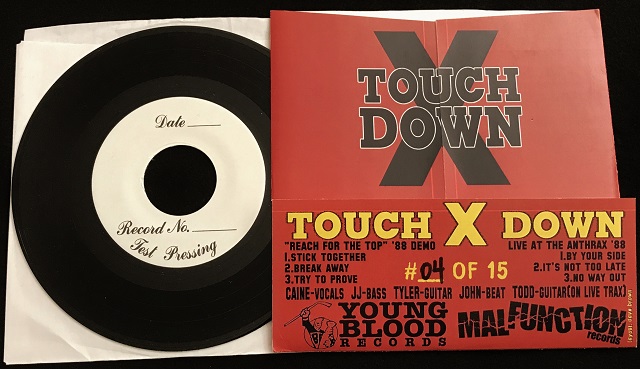 Date
Record No.
Test Pressing
X
TOUCH
DOWN
TOUCH X DOWN
"REACH FOR THE TOP" '88 DEMO
1.STICK TOGETHER
2.BREAK AWAY
3.TRY TO PROVE
#04 OF 15
LIVE AT THE ANTHRAX '88
1.BY YOUR SIDE
2.IT'S NOT TOO LATE
3.NO WAY OUT
CAINE-VOCALS JJ-BASS TYLER-GUITAR JOHN-BEAT TODD-GUITAR(ON LIVE TRAX)
YOUNG
BLOOD
RECORDS
MALFUNCTION
records